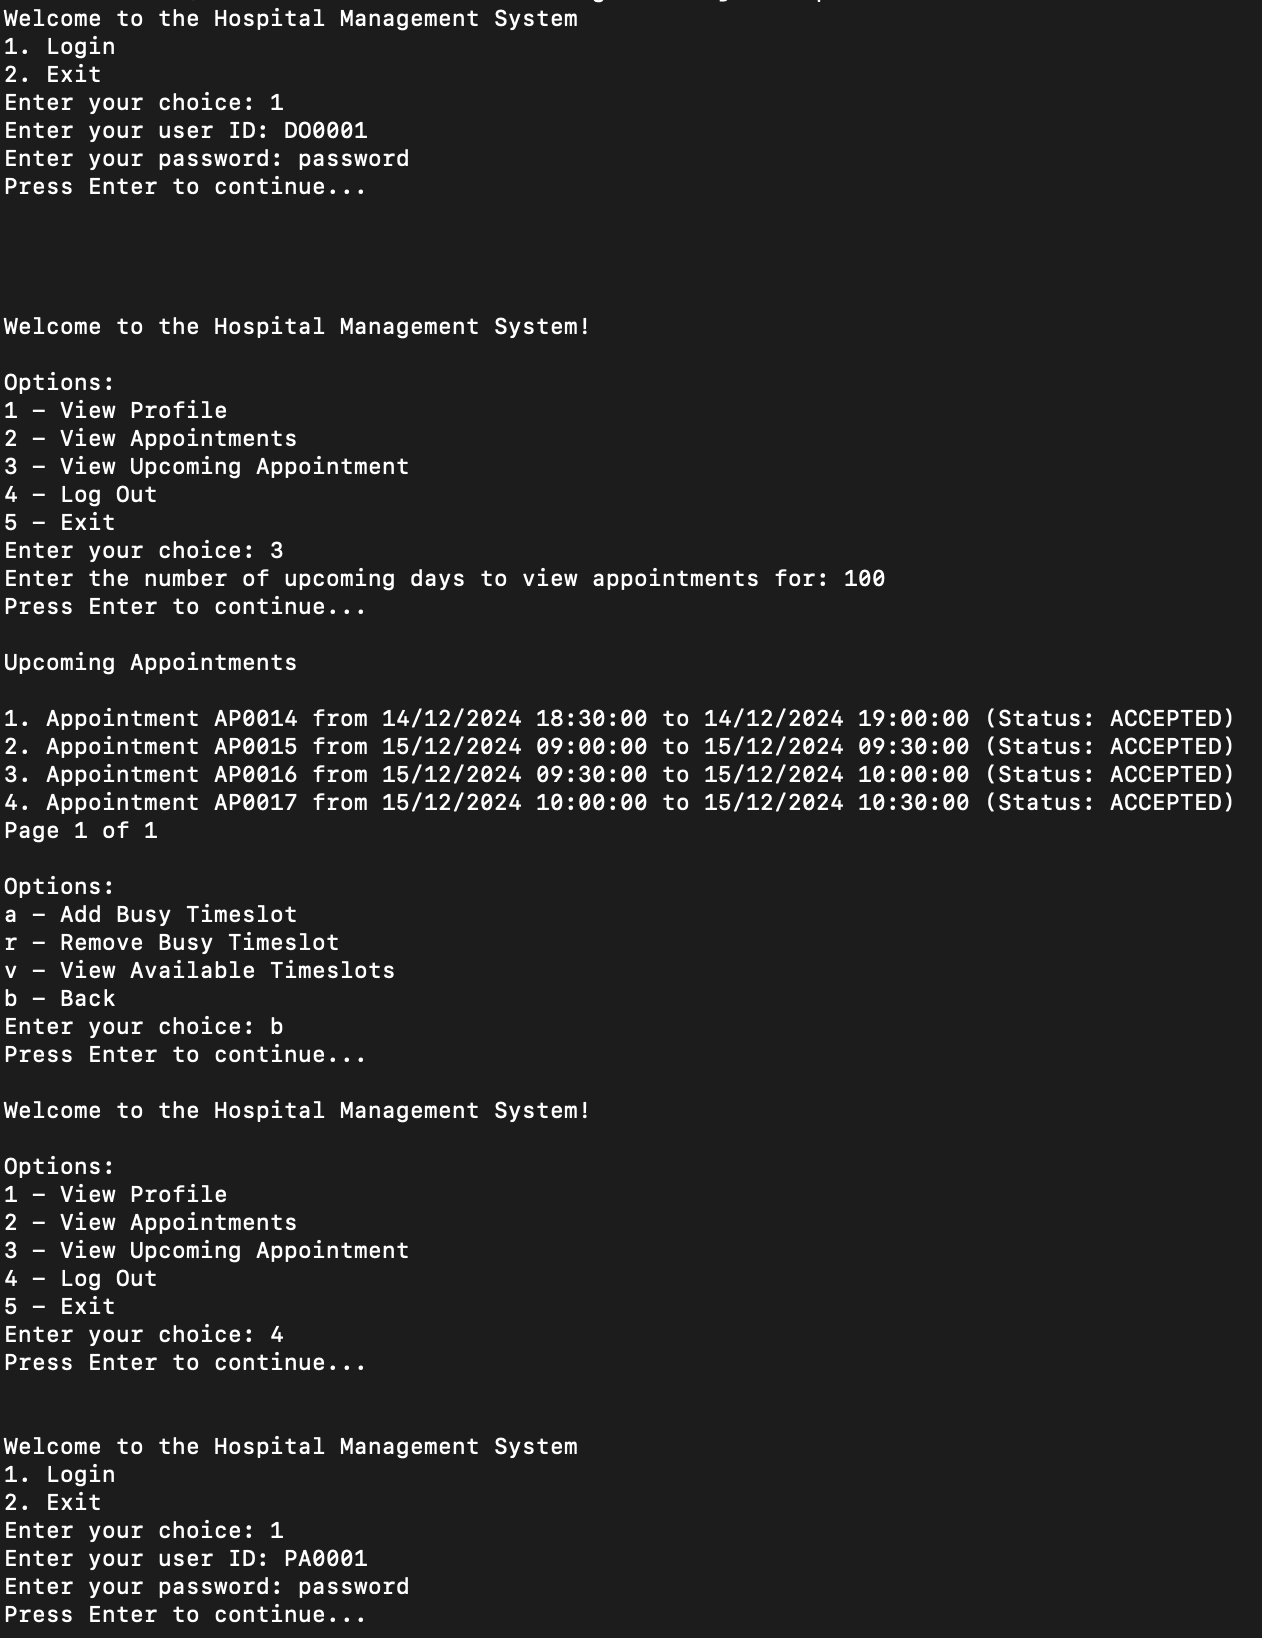 Welcome to the Hospital Management System
1. Login
2. Exit
Enter your choice: 1
Enter your user ID: DO0001
Enter your password: password
Press Enter to continue...
Welcome to the Hospital Management System!
Options:
1 – View Profile
2 – View Appointments
3 – View Upcoming Appointment
4 – Log Out
5 – Exit
Enter your choice: 3
Enter the number of upcoming days to view appointments for: 100
Press Enter to continue...
Upcoming Appointments
1. Appointment AP0014 from 14/12/2024 18:30:00 to 14/12/2024 19:00:00 (Status: ACCEPTED)
2. Appointment AP0015 from 15/12/2024 09:00:00 to 15/12/2024 09:30:00 (Status: ACCEPTED)
3. Appointment AP0016 from 15/12/2024 09:30:00 to 15/12/2024 10:00:00 (Status: ACCEPTED)
4. Appointment AP0017 from 15/12/2024 10:00:00 to 15/12/2024 10:30:00 (Status: ACCEPTED)
Page 1 of 1
Options:
a – Add Busy Timeslot
r – Remove Busy Timeslot
v – View Available Timeslots
b – Back
Enter your choice: b
Press Enter to continue...
Welcome to the Hospital Management System!
Options:
1 – View Profile
2 – View Appointments
3 – View Upcoming Appointment
4 – Log Out
5 – Exit
Enter your choice: 4
Press Enter to continue...
Welcome to the Hospital Management System
1. Login
2. Exit
Enter your choice: 1
Enter your user ID: PA0001
Enter your password: password
Press Enter to continue...